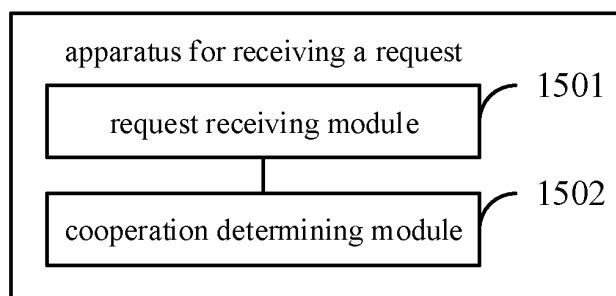 apparatus for receiving a request
1501
request receiving module
1502
cooperation determining module